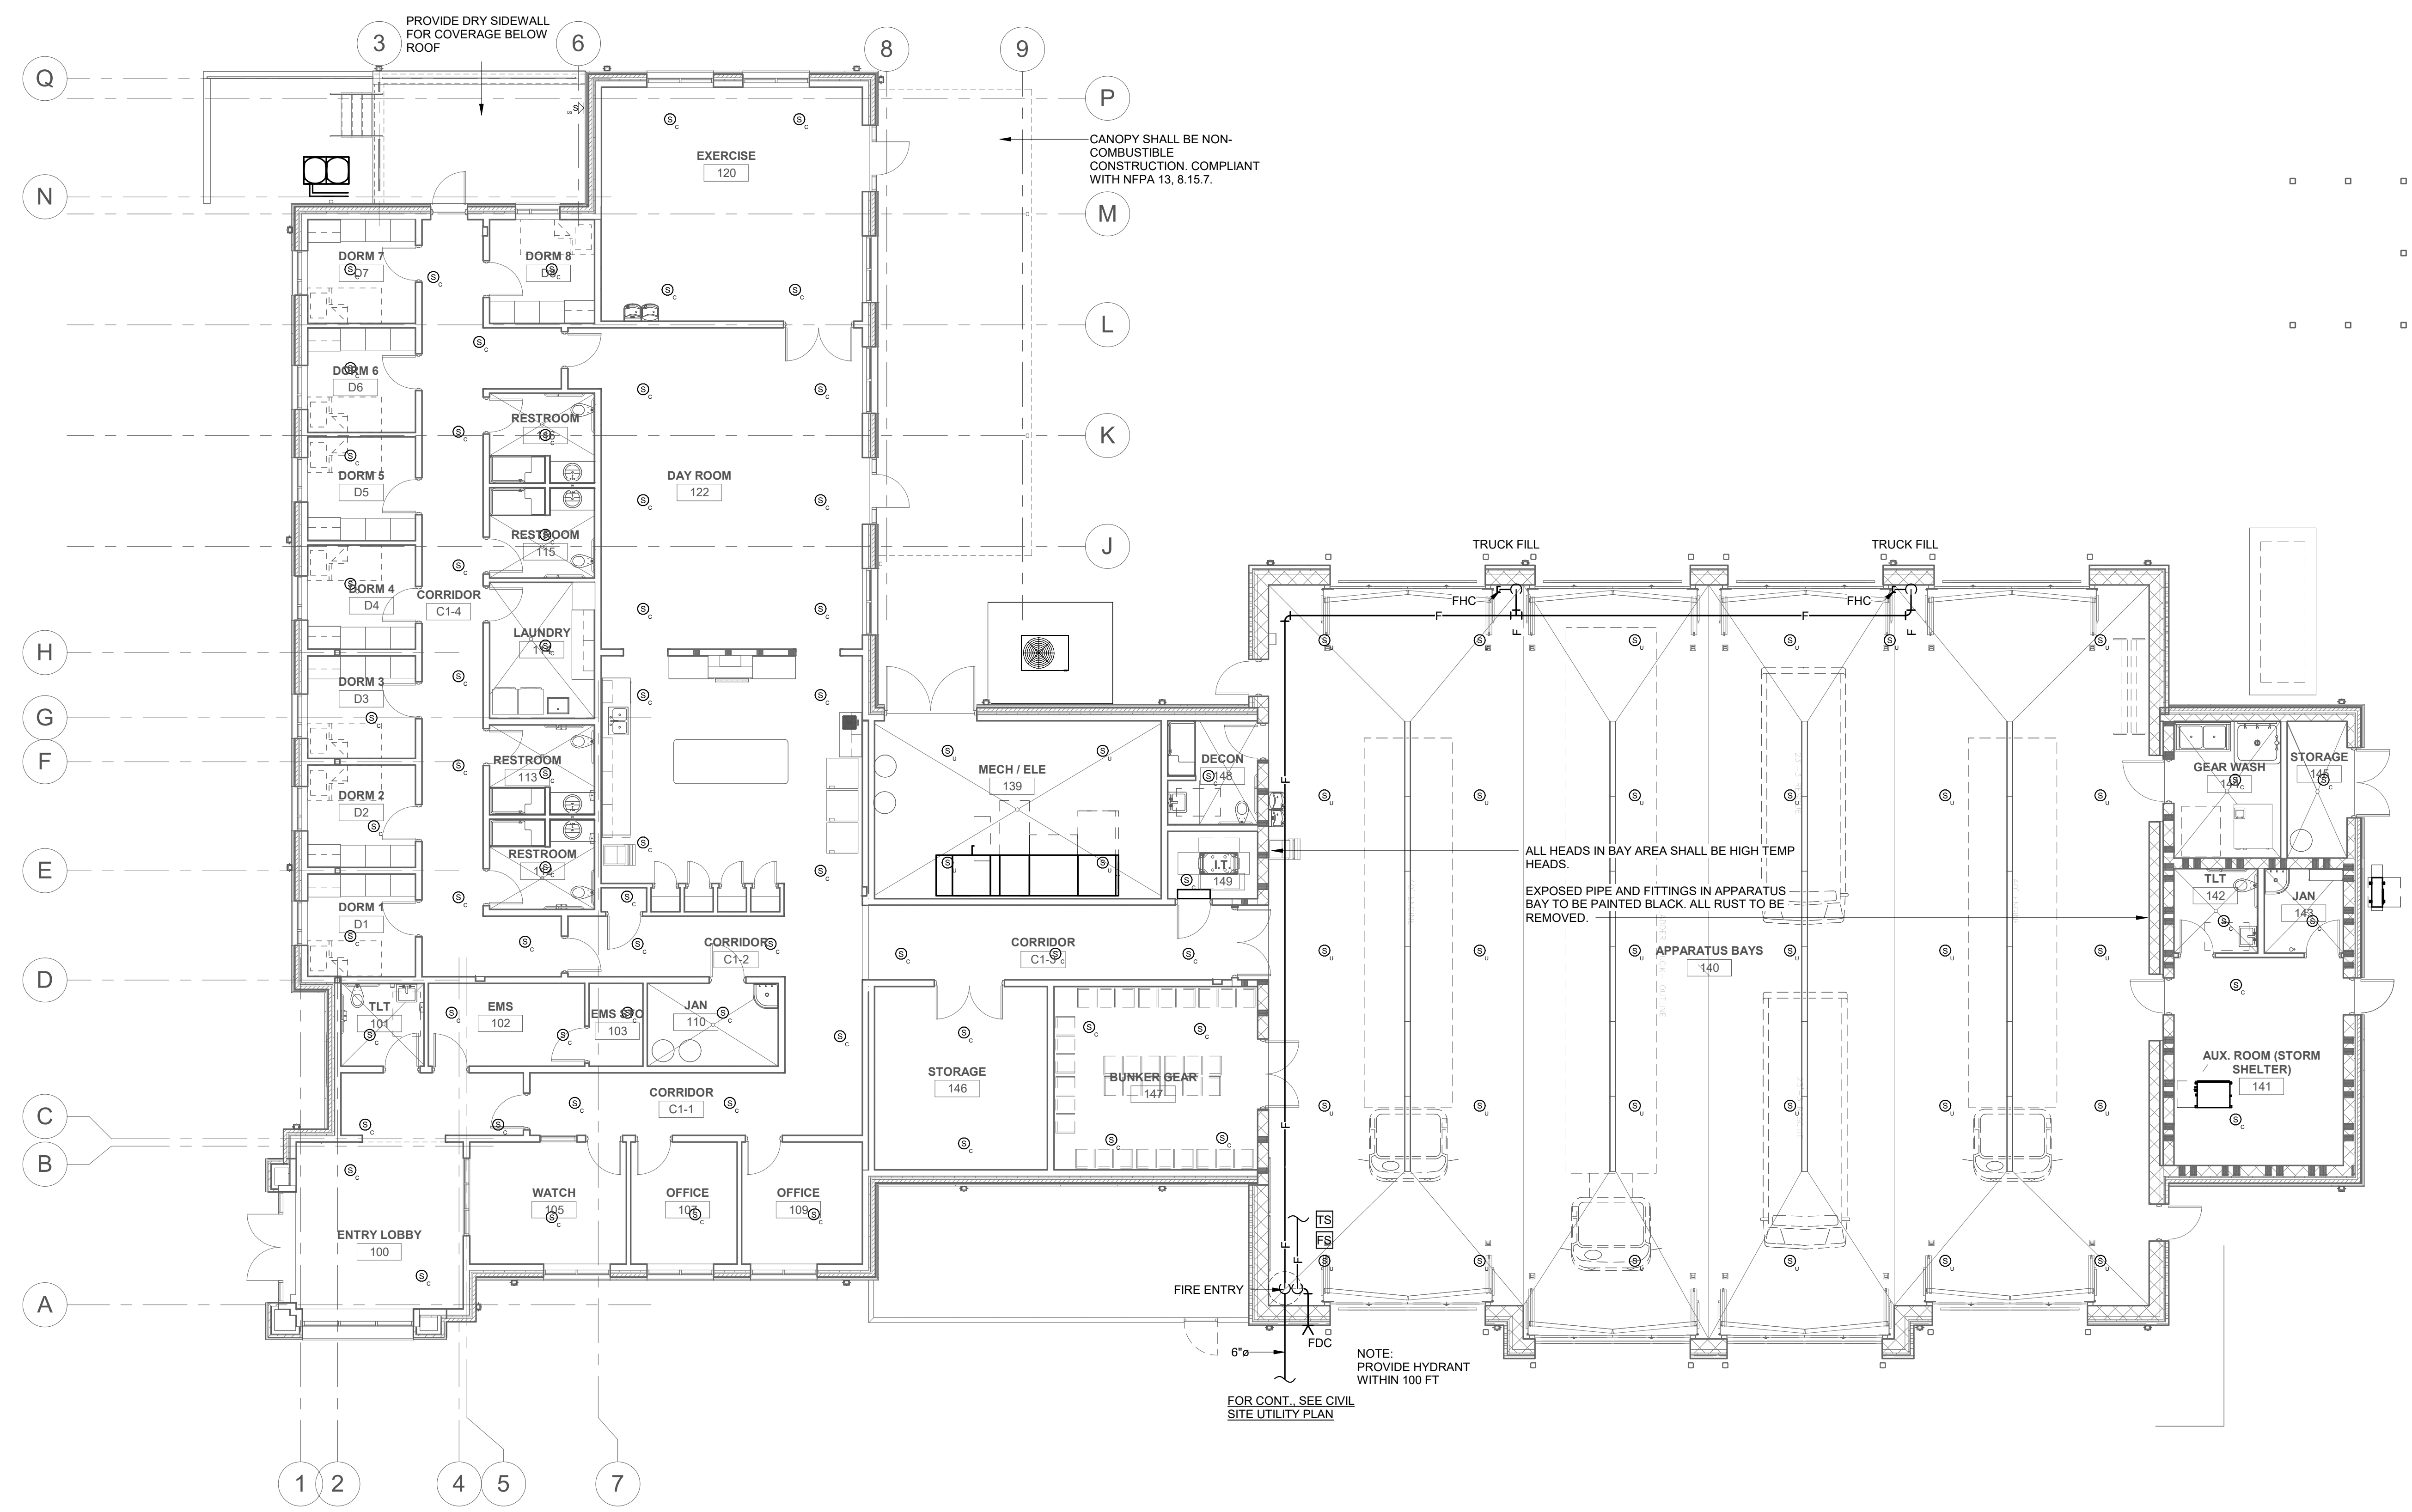 PROVIDE DRY SIDEWALL
FOR COVERAGE BELOW
ROOF
3
6
8
9
Q
P
N
M
L
K
J
H
G
F
E
D
C
B
A
1
2
4
5
7
CANOPY SHALL BE NON-
COMBUSTIBLE
CONSTRUCTION. COMPLIANT
WITH NFPA 13, 8.15.7.
EXERCISE
120
DORM 7
D7
DORM 8
DORM 6
D6
RESTROOM
DORM 5
D5
DAY ROOM
122
RESTROOM
115
DORM 4
D4
CORRIDOR
C1-4
LAUNDRY
DORM 3
D3
RESTROOM
113
DORM 2
D2
RESTROOM
DORM 1
D1
MECH / ELE
139
DECON
148
I.T.
149
CORRIDOR
C1-2
CORRIDOR
C1-3
TLT
101
EMS
102
EMS STO
103
JAN
110
CORRIDOR
C1-1
STORAGE
146
BUNKER GEAR
147
WATCH
105
OFFICE
107
OFFICE
109
ENTRY LOBBY
100
TRUCK FILL
TRUCK FILL
FHC
FHC
F
F
F
F
F
F
F
F
GEAR WASH
144
STORAGE
145
ALL HEADS IN BAY AREA SHALL BE HIGH TEMP
HEADS.
EXPOSED PIPE AND FITTINGS IN APPARATUS
BAY TO BE PAINTED BLACK. ALL RUST TO BE
REMOVED.
APPARATUS BAYS
140
TLT
142
JAN
143
AUX. ROOM (STORM
SHELTER)
141
TS
FS
FIRE ENTRY
FDC
6"ø
NOTE:
PROVIDE HYDRANT
WITHIN 100 FT
FOR CONT., SEE CIVIL
SITE UTILITY PLAN